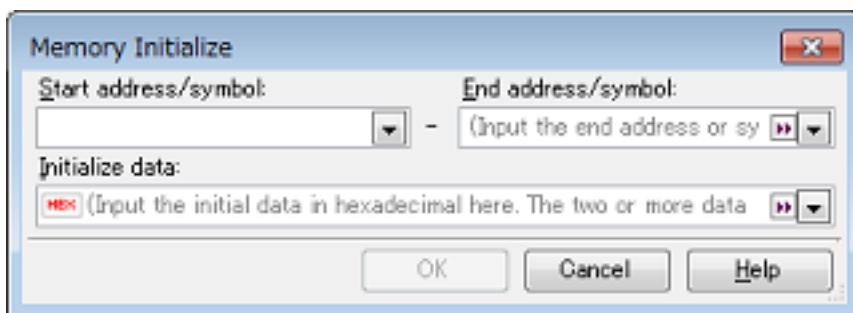 Memory Initialize
Start address/symbol: End address/symbol:
- (Input the end address or sy
Initialize data:
HEX (Input the initial data in hexadecimal here. The two or more data
OK Cancel Help